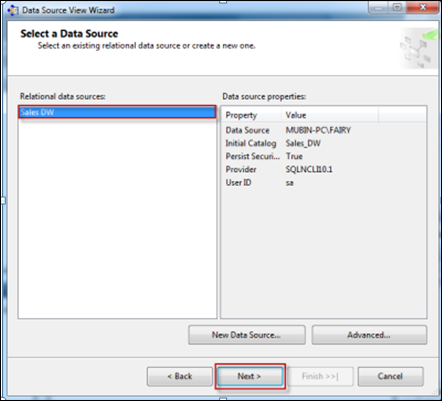 Data Source View Wizard
Select a Data Source
Select an existing relational data source or create a new one.
Relational data sources:
Sales DW
Data source properties:
Property Value
Data Source MUBIN-PC\FAIRY
Initial Catalog Sales_DW
Persist Securi... True
Provider SQLNCLI10.1
User ID sa
New Data Source...
Advanced...
< Back
Next >
Finish >>|
Cancel